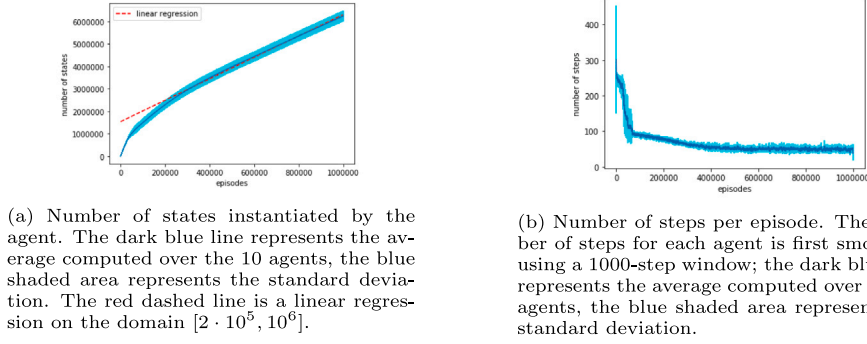 6000000
5000000
4000000
3000000
2000000
1000000
0
number of states
linear regression
0 200000 400000 600000 800000 1000000
episodes
(a) Number of states instantiated by the
agent. The dark blue line represents the av-
erage computed over the 10 agents, the blue
shaded area represents the standard devia-
tion. The red dashed line is a linear regres-
sion on the domain [2 · 10⁵, 10⁶].
400
300
200
100
0
number of steps
0 200000 400000 600000 800000 100000
episodes
(b) Number of steps per episode. The
ber of steps for each agent is first smo
using a 1000-step window; the dark blu
represents the average computed over
agents, the blue shaded area represen
standard deviation.